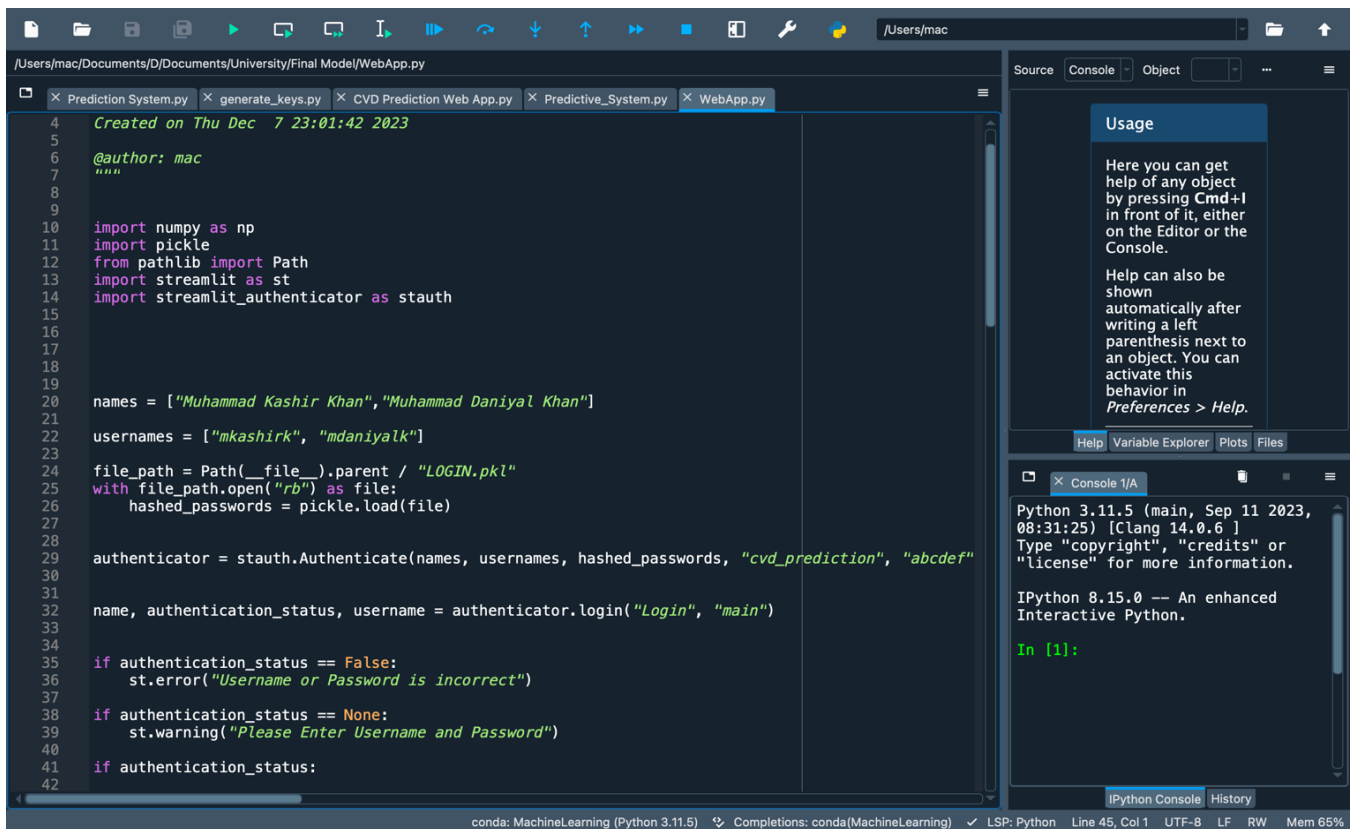 /Users/mac
/Users/mac/Documents/D/Documents/University/Final Model/WebApp.py
Prediction System.py generate_keys.py CVD Prediction Web App.py Predictive_System.py WebApp.py
4 Created on Thu Dec  7 23:01:42 2023
5
6 @author: mac
7 """
8
9
10 import numpy as np
11 import pickle
12 from pathlib import Path
13 import streamlit as st
14 import streamlit_authenticator as stauth
15
16
17
18
19
20 names = ["Muhammad Kashir Khan","Muhammad Daniyal Khan"]
21
22 usernames = ["mkashirk", "mdaniyalk"]
23
24 file_path = Path(__file__).parent / "LOGIN.pkl"
25 with file_path.open("rb") as file:
26     hashed_passwords = pickle.load(file)
27
28
29 authenticator = stauth.Authenticate(names, usernames, hashed_passwords, "cvd_prediction", "abcdef"
30
31
32 name, authentication_status, username = authenticator.login("Login", "main")
33
34
35 if authentication_status == False:
36     st.error("Username or Password is incorrect")
37
38 if authentication_status == None:
39     st.warning("Please Enter Username and Password")
40
41 if authentication_status:
42
Source Console Object
Usage
Here you can get
help of any object
by pressing Cmd+I
in front of it, either
on the Editor or the
Console.
Help can also be
shown
automatically after
writing a left
parenthesis next to
an object. You can
activate this
behavior in
Preferences > Help.
Help Variable Explorer Plots Files
Console 1/A
Python 3.11.5 (main, Sep 11 2023,
08:31:25) [Clang 14.0.6 ]
Type "copyright", "credits" or
"license" for more information.
IPython 8.15.0 -- An enhanced
Interactive Python.
In [1]:
IPython Console History
conda: MachineLearning (Python 3.11.5) Completions: conda(MachineLearning) LSP: Python Line 45, Col 1 UTF-8 LF RW Mem 65%